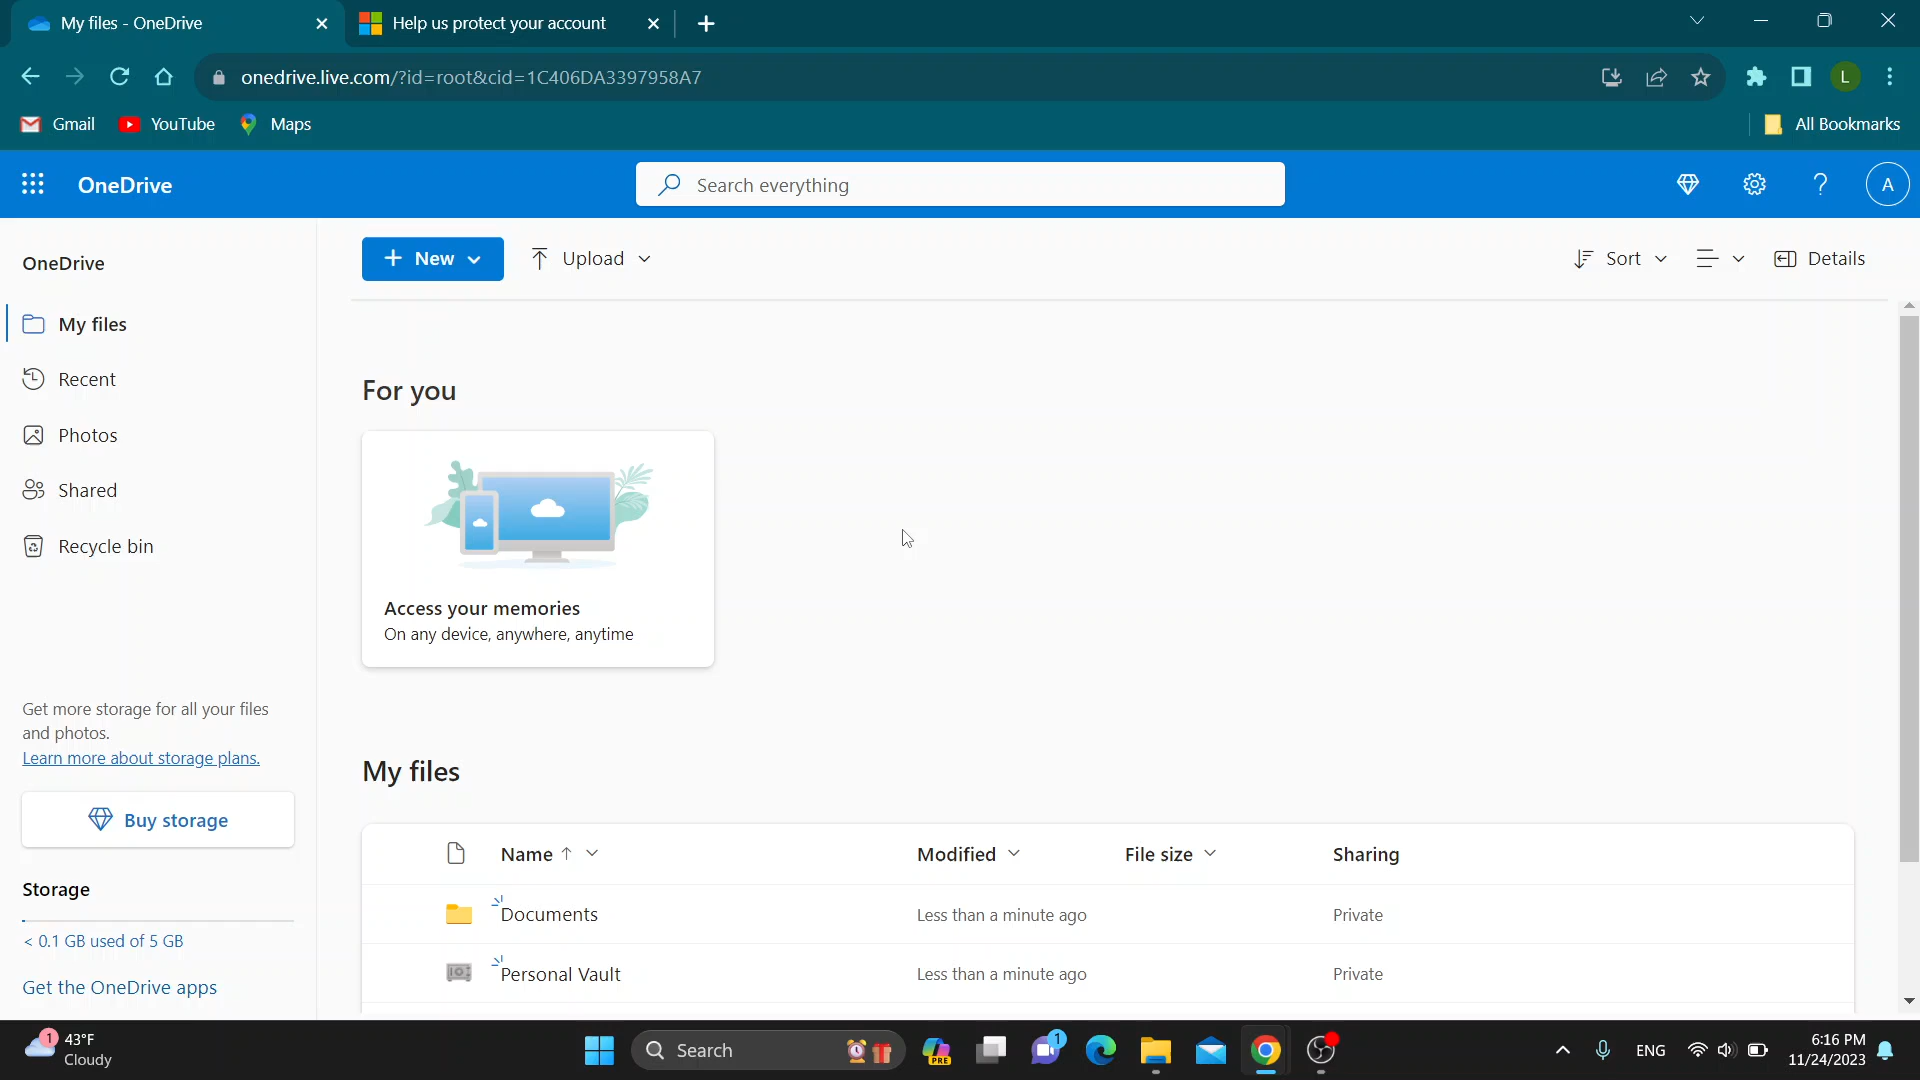 My files - OneDrive
Help us protect your account
onedrive.live.com/?id=root&cid=1C406DA3397958A7
L
Gmail
YouTube
Maps
All Bookmarks
OneDrive
Search everything
A
OneDrive
New
Upload
Sort
Details
My files
Recent
Photos
Shared
Recycle bin
For you
Access your memories
On any device, anywhere, anytime
Get more storage for all your files
and photos.
Learn more about storage plans.
Buy storage
Storage
< 0.1 GB used of 5 GB
Get the OneDrive apps
My files
Name
Modified
File size
Sharing
Documents
Less than a minute ago
Private
Personal Vault
Less than a minute ago
Private
1
43°F
Cloudy
Search
PRE
1
ENG
6:16 PM
11/24/2023